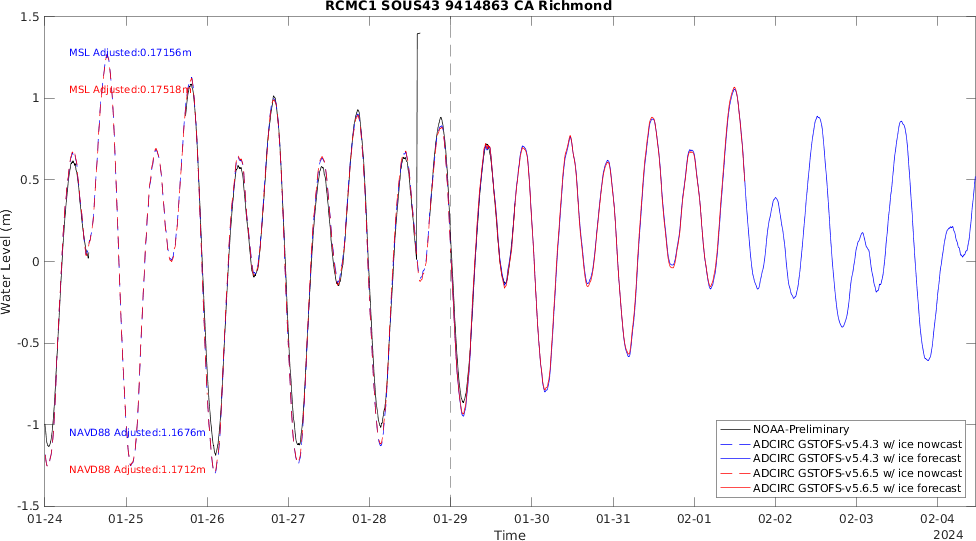 RCMC1 SOUS43 9414863 CA Richmond
1.5
1
0.5
0
-0.5
-1
-1.5
Water Level (m)
MSL Adjusted:0.17156m
MSL Adjusted:0.17518m
NAVD88 Adjusted:1.1676m
NAVD88 Adjusted:1.1712m
NOAA-Preliminary
ADCIRC GSTOFS-v5.4.3 w/ ice nowcast
ADCIRC GSTOFS-v5.4.3 w/ ice forecast
ADCIRC GSTOFS-v5.6.5 w/ ice nowcast
ADCIRC GSTOFS-v5.6.5 w/ ice forecast
01-24 01-25 01-26 01-27 01-28 01-29 01-30 01-31 02-01 02-02 02-03 02-04
Time
2024